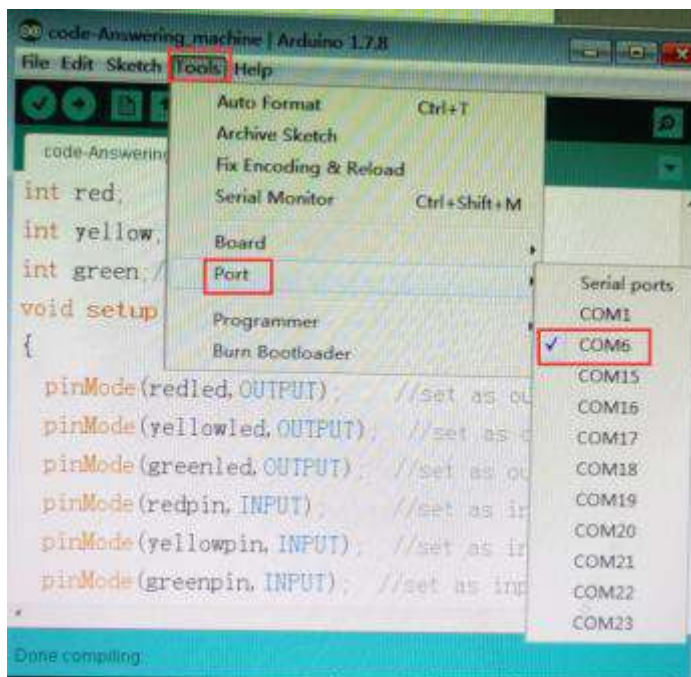 code-Answering_machine | Arduino 1.7.8
File Edit Sketch Tools Help
Auto Format Ctrl+T
Archive Sketch
Fix Encoding & Reload
Serial Monitor Ctrl+Shift+M
Board
Port
Programmer
Burn Bootloader
Serial ports
COM1
✓ COM6
COM15
COM16
COM17
COM18
COM19
COM20
COM21
COM22
COM23
code-Answering
int red;
int yellow;
int green;/
void setup
{
pinMode(redled,OUTPUT); //set as ou
pinMode(yellowled,OUTPUT); //set as o
pinMode(greenled,OUTPUT); //set as ou
pinMode(redpin,INPUT); //set as in
pinMode(yellowpin,INPUT); //set as in
pinMode(greenpin,INPUT); //set as inp
Done compiling.